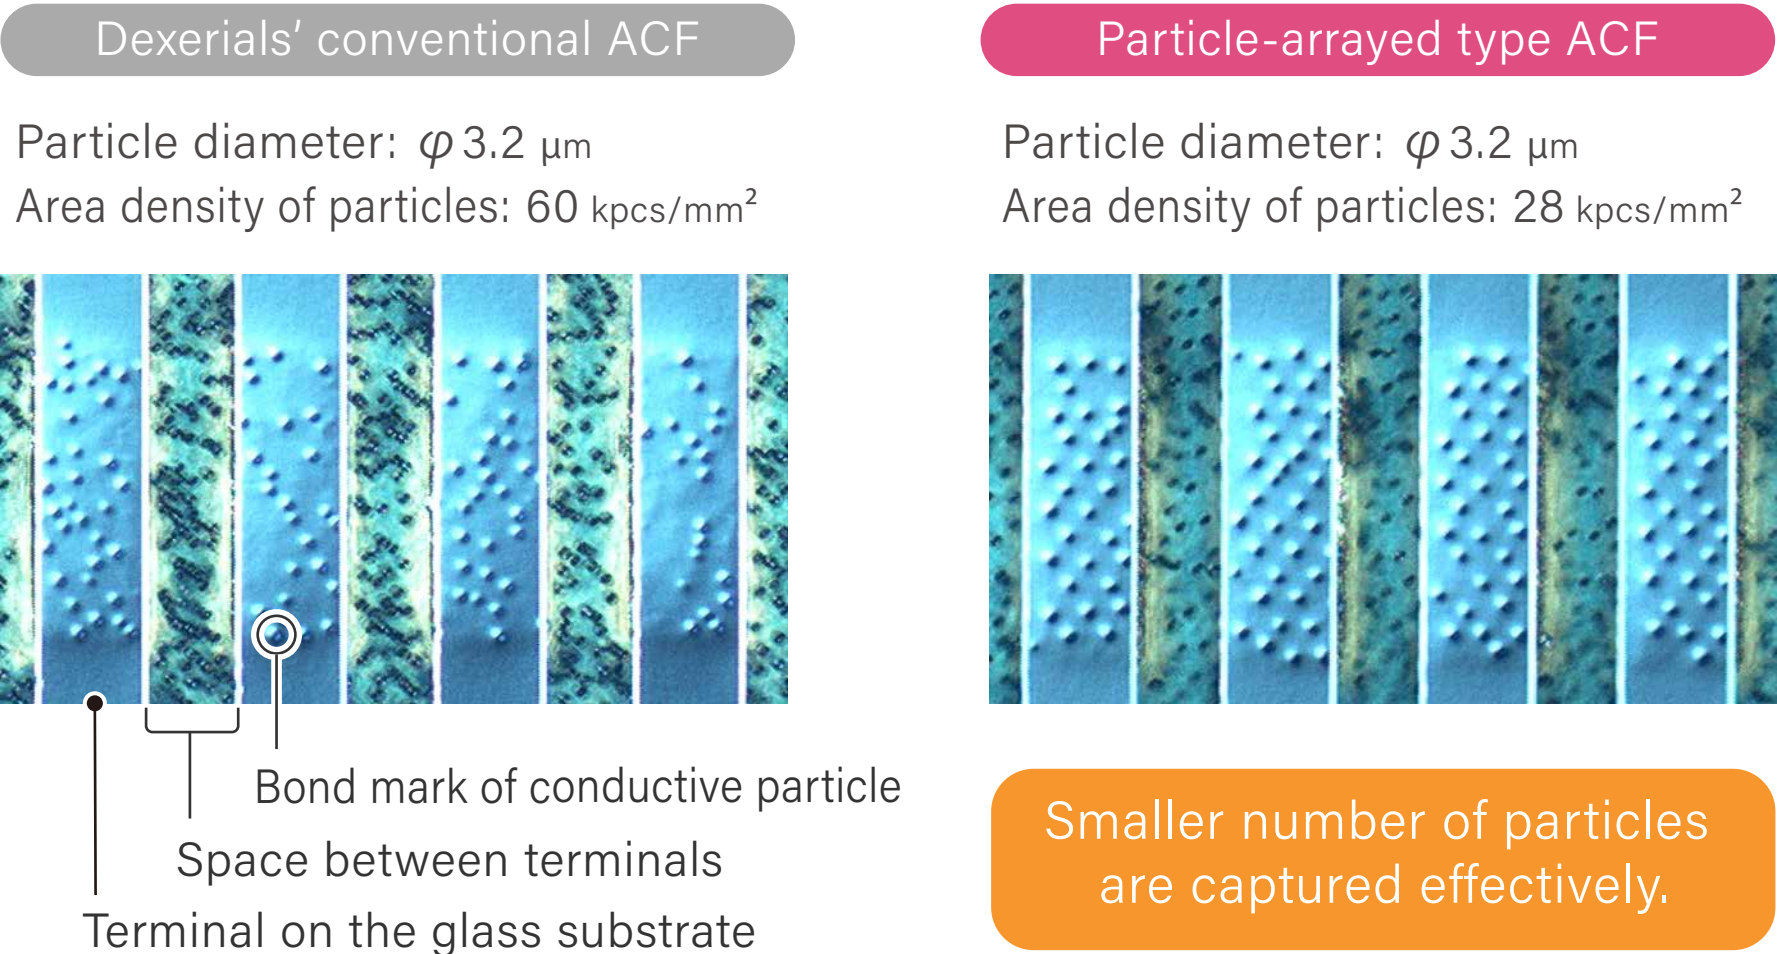 Dexerials’ conventional ACF
Particle diameter: φ3.2 μm
Area density of particles: 60 kpcs/mm²
Bond mark of conductive particle
Space between terminals
Terminal on the glass substrate
Particle-arrayed type ACF
Particle diameter: φ3.2 μm
Area density of particles: 28 kpcs/mm²
Smaller number of particles
are captured effectively.